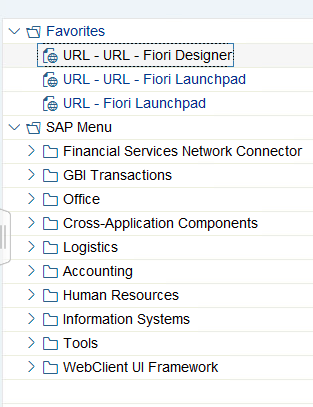 Favorites
URL - URL - Fiori Designer
URL - URL - Fiori Launchpad
URL - Fiori Launchpad
SAP Menu
Financial Services Network Connector
GBI Transactions
Office
Cross-Application Components
Logistics
Accounting
Human Resources
Information Systems
Tools
WebClient UI Framework